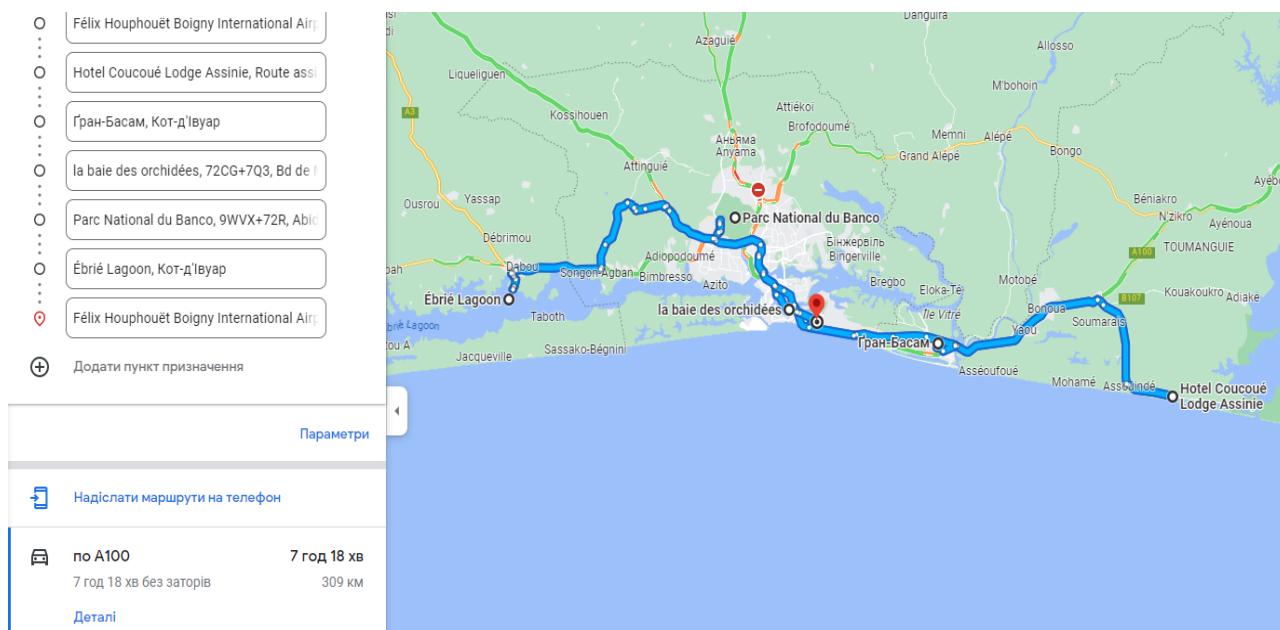 Félix Houphouët Boigny International Airp
Hotel Coucoué Lodge Assinie, Route assi
Ґран-Басам, Кот-д'Івуар
la baie des orchidées, 72CG+7Q3, Bd de
Parc National du Banco, 9WVX+72R, Abid
Ébrié Lagoon, Кот-д'Івуар
Félix Houphouët Boigny International Airp
Додати пункт призначення
Параметри
Надіслати маршрути на телефон
по A100
7 год 18 хв
7 год 18 хв без заторів
309 км
Деталі
Danguira
Azaguié
Allosso
Liqueliguen
M'bohoin
A3
Kossihouen
Attiékoi
Brofodoumé
Аньяма
Anyama
Memni
Alépé
Grand Alépé
Bongo
Attinguié
Ayébo
Ousrou
Yassap
Béniakro
Parc National du Banco
N'zikro
Ayénoua
Débrimou
Бінжервіль
Bingerville
TOUMANGUIE
A100
Adiopodoumé
Dabou
Songon-Agban
Bimbresso
Azito
Bregbo
Eloka-Té
Motobé
Kouakoukro
Adiaké
B107
Ébrié Lagoon
Taboth
la baie des orchidées
Île Vitré
Bonoua
Soumarais
Lagoon
Yaou
Ґран-Басам
Jacqueville
Sassako-Bégnini
Asséoufoué
Mohamé
Assouindé
Hotel Coucoué
Lodge Assinie